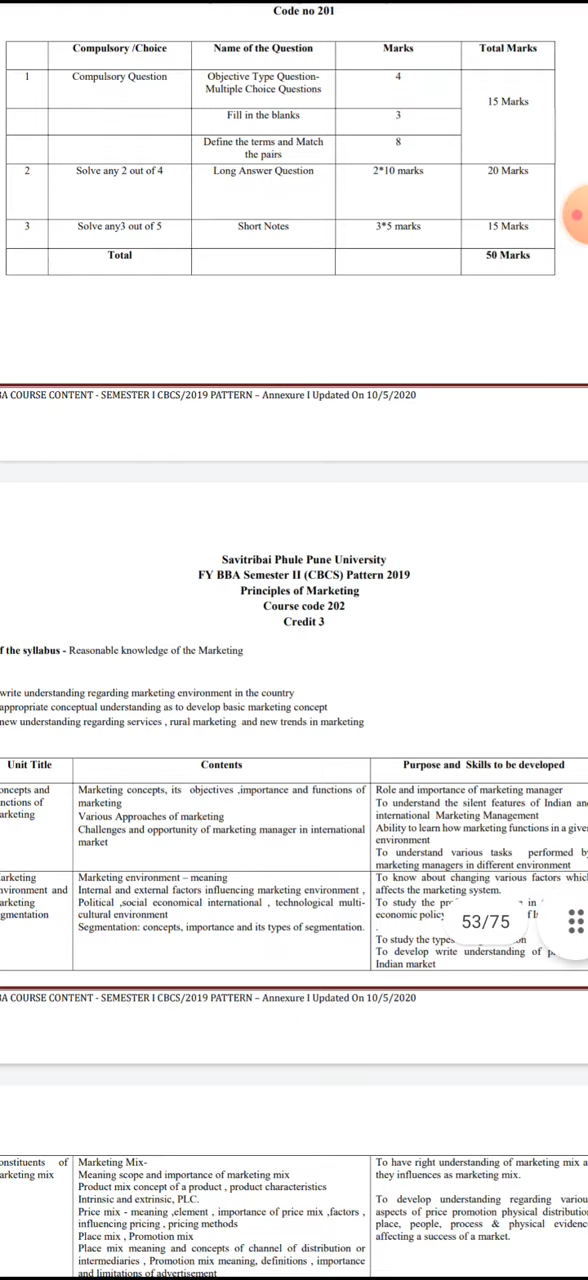 Code no 201
Compulsory /Choice Name of the Question Marks Total Marks
1 Compulsory Question Objective Type Question- 4
Multiple Choice Questions
15 Marks
Fill in the blanks 3
Define the terms and Match 8
the pairs
2 Solve any 2 out of 4 Long Answer Question 2*10 marks 20 Marks
3 Solve any3 out of 5 Short Notes 3*5 marks 15 Marks
Total 50 Marks
COURSE CONTENT - SEMESTER I CBCS/2019 PATTERN – Annexure I Updated On 10/5/2020
Savitribai Phule Pune University
FY BBA Semester II (CBCS) Pattern 2019
Principles of Marketing
Course code 202
Credit 3
the syllabus - Reasonable knowledge of the Marketing
write understanding regarding marketing environment in the country
appropriate conceptual understanding as to develop basic marketing concept
new understanding regarding services , rural marketing and new trends in marketing
Unit Title Contents Purpose and Skills to be developed
oncepts and
nctions of
arketing
Marketing concepts, its objectives ,importance and functions of
marketing
Various Approaches of marketing
Challenges and opportunity of marketing manager in international
market
Role and importance of marketing manager
To understand the silent features of Indian an
international Marketing Management
Ability to learn how marketing functions in a give
environment
To understand various tasks performed b
marketing managers in different environment
arketing
nvironment and
arketing
gmentation
Marketing environment – meaning
Internal and external factors influencing marketing environment ,
Political ,social economical international , technological multi-
cultural environment
Segmentation: concepts, importance and its types of segmentation.
To know about changing various factors whic
affects the marketing system.
To study the in
economic policy
.
To study the types
To develop write understanding of
Indian market
53/75
COURSE CONTENT - SEMESTER I CBCS/2019 PATTERN – Annexure I Updated On 10/5/2020
onstituents of
arketing mix
Marketing Mix-
Meaning scope and importance of marketing mix
Product mix concept of a product , product characteristics
Intrinsic and extrinsic, PLC.
Price mix - meaning ,element , importance of price mix ,factors ,
influencing pricing , pricing methods
Place mix , Promotion mix
Place mix meaning and concepts of channel of distribution or
intermediaries , Promotion mix meaning, definitions , importance
and limitations of advertisement
To have right understanding of marketing mix a
they influences as marketing mix.
To develop understanding regarding variou
aspects of price promotion physical distributio
place, people, process & physical evidenc
affecting a success of a market.